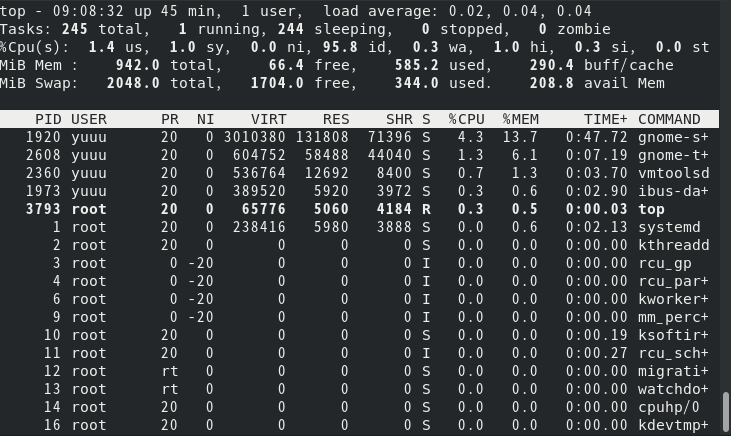 top - 09:08:32 up 45 min,  1 user,  load average: 0.02, 0.04, 0.04
Tasks: 245 total,   1 running, 244 sleeping,   0 stopped,   0 zombie
%Cpu(s):  1.4 us,  1.0 sy,  0.0 ni, 95.8 id,  0.3 wa,  1.0 hi,  0.3 si,  0.0 st
MiB Mem :    942.0 total,     66.4 free,    585.2 used,    290.4 buff/cache
MiB Swap:   2048.0 total,   1704.0 free,    344.0 used.    208.8 avail Mem
PID USER      PR  NI    VIRT    RES    SHR S  %CPU  %MEM     TIME+ COMMAND
1920 yuuu      20   0 3010380 131808  71396 S   4.3  13.7   0:47.72 gnome-s+
2608 yuuu      20   0  604752  58488  44040 S   1.3   6.1   0:07.19 gnome-t+
2360 yuuu      20   0  536764  12692   8400 S   0.7   1.3   0:03.70 vmtoolsd
1973 yuuu      20   0  389520   5920   3972 S   0.3   0.6   0:02.90 ibus-da+
3793 root      20   0   65776   5060   4184 R   0.3   0.5   0:00.03 top
1 root      20   0  238416   5980   3888 S   0.0   0.6   0:02.13 systemd
2 root      20   0       0      0      0 S   0.0   0.0   0:00.00 kthreadd
3 root       0 -20       0      0      0 I   0.0   0.0   0:00.00 rcu_gp
4 root       0 -20       0      0      0 I   0.0   0.0   0:00.00 rcu_par+
6 root       0 -20       0      0      0 I   0.0   0.0   0:00.00 kworker+
9 root       0 -20       0      0      0 I   0.0   0.0   0:00.00 mm_perc+
10 root      20   0       0      0      0 S   0.0   0.0   0:00.19 ksoftir+
11 root      20   0       0      0      0 I   0.0   0.0   0:00.27 rcu_sch+
12 root      rt   0       0      0      0 S   0.0   0.0   0:00.00 migrati+
13 root      rt   0       0      0      0 S   0.0   0.0   0:00.00 watchdo+
14 root      20   0       0      0      0 S   0.0   0.0   0:00.00 cpuhp/0
16 root      20   0       0      0      0 S   0.0   0.0   0:00.00 kdevtmp+